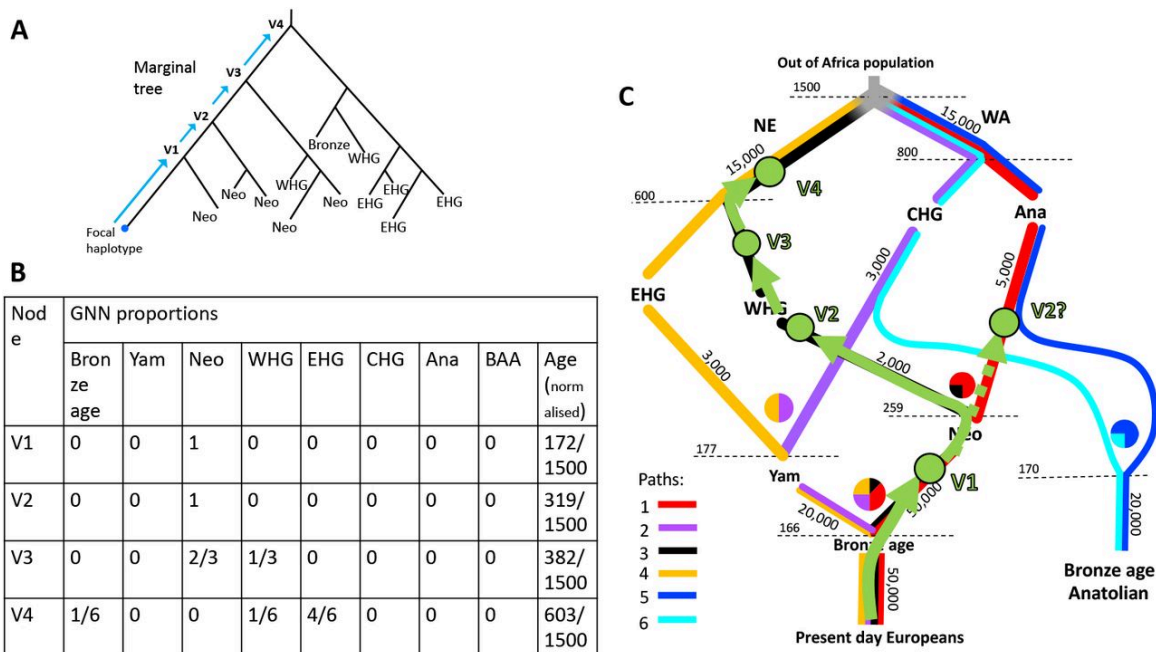 A
Marginal
tree
V4
V3
V2
V1
Bronze
WHG
Neo
Neo
Neo
WHG
Neo
Neo
EHG
EHG
EHG
EHG
Focal
haplotype
B
Nod GNN proportions
e
Bron Yam Neo WHG EHG CHG Ana BAA Age
ze (norm
age alised)
V1 0 0 1 0 0 0 0 0 172/
1500
V2 0 0 1 0 0 0 0 0 319/
1500
V3 0 0 2/3 1/3 0 0 0 0 382/
1500
V4 1/6 0 0 1/6 4/6 0 0 0 603/
1500
C
Out of Africa population
1500
NE
WA
15,000
15,000
800
V4
600
CHG
Ana
V3
3,000
5,000
EHG
WHG
V2
V2?
3,000
2,000
259
Neo
177
Yam
V1
170
Paths:
1
2
3
4
5
6
20,000
50,000
20,000
166
Bronze age
50,000
Bronze age
Anatolian
Present day Europeans